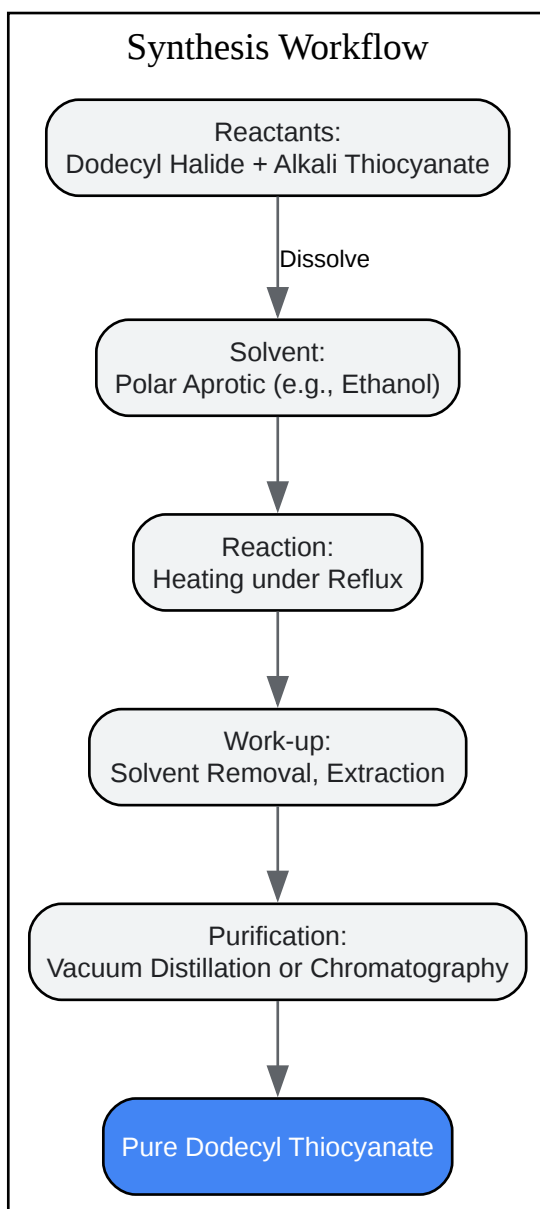 Synthesis Workflow
Reactants:
Dodecyl Halide + Alkali Thiocyanate
Dissolve
Solvent:
Polar Aprotic (e.g., Ethanol)
Reaction:
Heating under Reflux
Work-up:
Solvent Removal, Extraction
Purification:
Vacuum Distillation or Chromatography
Pure Dodecyl Thiocyanate